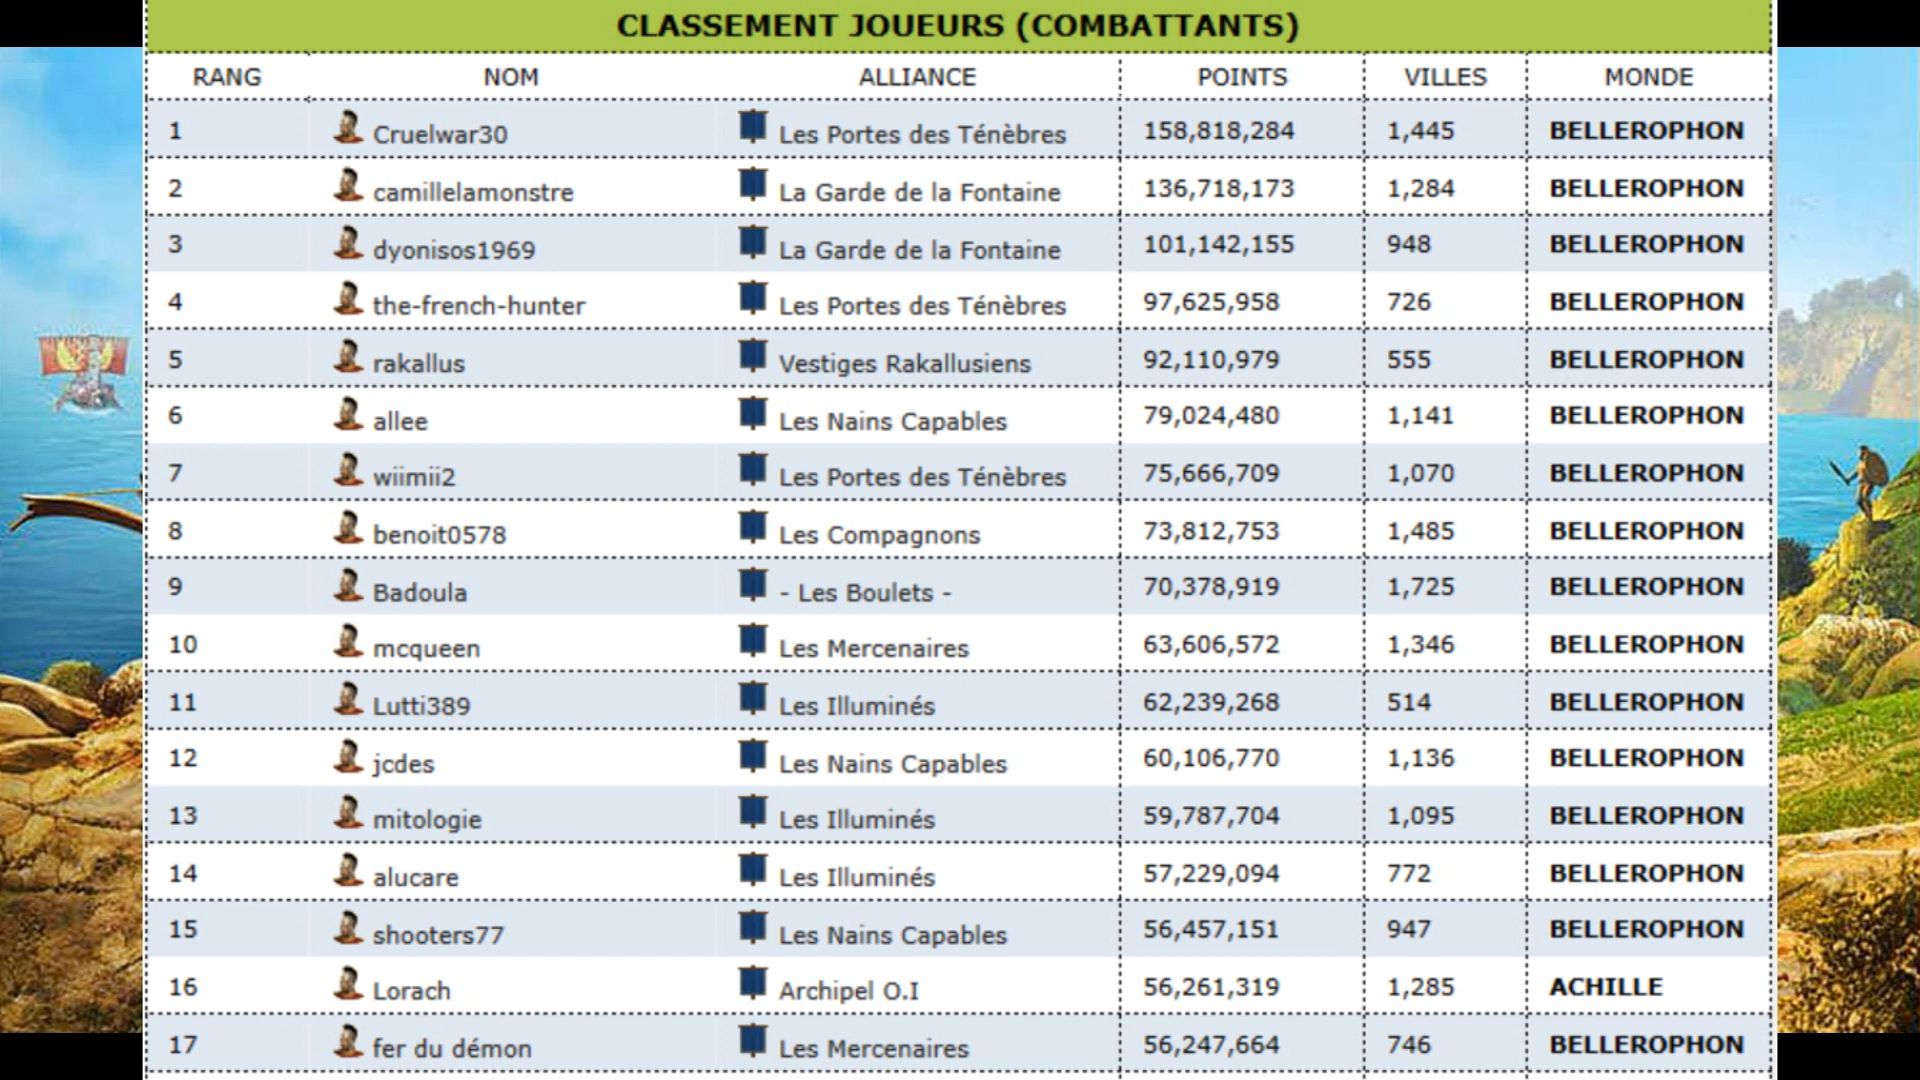 CLASSEMENT JOUEURS (COMBATTANTS)
RANG NOM ALLIANCE POINTS VILLES MONDE
1 Cruelwar30 Les Portes des Ténèbres 158,818,284 1,445 BELLEROPHON
2 camillelamonstre La Garde de la Fontaine 136,718,173 1,284 BELLEROPHON
3 dyonisos1969 La Garde de la Fontaine 101,142,155 948 BELLEROPHON
4 the-french-hunter Les Portes des Ténèbres 97,625,958 726 BELLEROPHON
5 rakallus Vestiges Rakallusiens 92,110,979 555 BELLEROPHON
6 allee Les Nains Capables 79,024,480 1,141 BELLEROPHON
7 wiimii2 Les Portes des Ténèbres 75,666,709 1,070 BELLEROPHON
8 benoit0578 Les Compagnons 73,812,753 1,485 BELLEROPHON
9 Badoula - Les Boulets - 70,378,919 1,725 BELLEROPHON
10 mcqueen Les Mercenaires 63,606,572 1,346 BELLEROPHON
11 Lutti389 Les Illuminés 62,239,268 514 BELLEROPHON
12 jcdes Les Nains Capables 60,106,770 1,136 BELLEROPHON
13 mitologie Les Illuminés 59,787,704 1,095 BELLEROPHON
14 alucare Les Illuminés 57,229,094 772 BELLEROPHON
15 shooters77 Les Nains Capables 56,457,151 947 BELLEROPHON
16 Lorach Archipel O.I 56,261,319 1,285 ACHILLE
17 fer du démon Les Mercenaires 56,247,664 746 BELLEROPHON